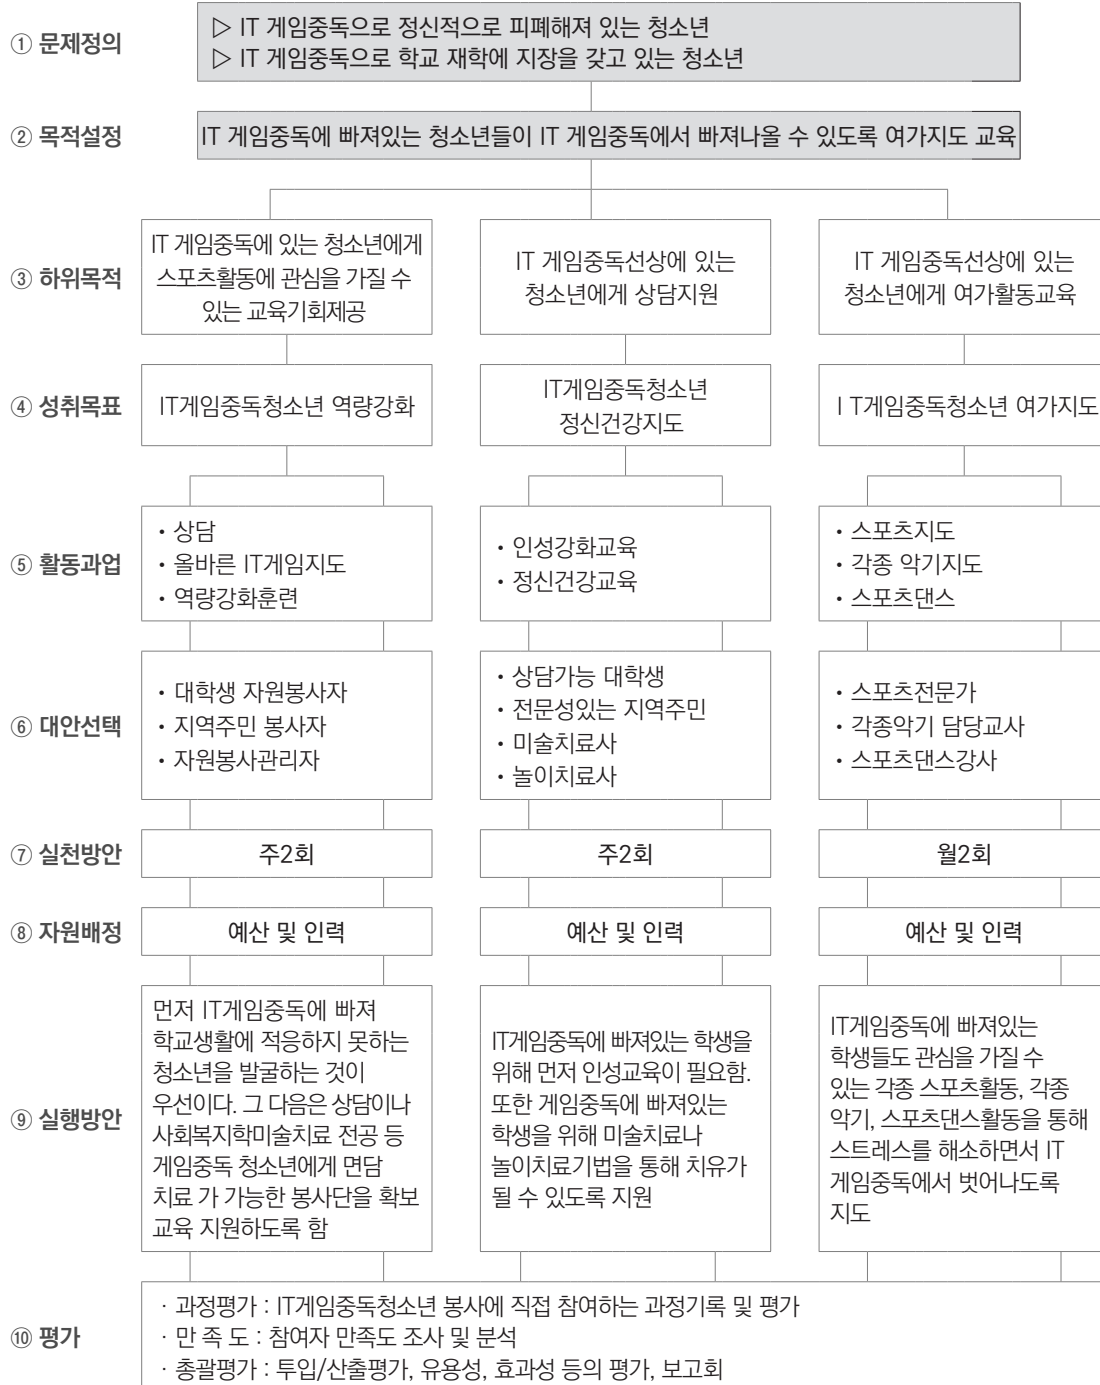 ① 문제정의
▷ IT 게임중독으로 정신적으로 피폐해져 있는 청소년
▷ IT 게임중독으로 학교 재학에 지장을 갖고 있는 청소년
② 목적설정
IT 게임중독에 빠져있는 청소년들이 IT 게임중독에서 빠져나올 수 있도록 여가지도 교육
③ 하위목적
IT 게임중독에 있는 청소년에게
스포츠활동에 관심을 가질 수
있는 교육기회제공
IT 게임중독선상에 있는
청소년에게 상담지원
IT 게임중독선상에 있는
청소년에게 여가활동교육
④ 성취목표
IT게임중독청소년 역량강화
IT게임중독청소년
정신건강지도
I T게임중독청소년 여가지도
⑤ 활동과업
• 상담
• 올바른 IT게임지도
• 역량강화훈련
• 인성강화교육
• 정신건강교육
• 스포츠지도
• 각종 악기지도
• 스포츠댄스
⑥ 대안선택
• 대학생 자원봉사자
• 지역주민 봉사자
• 자원봉사관리자
• 상담가능 대학생
• 전문성있는 지역주민
• 미술치료사
• 놀이치료사
• 스포츠전문가
• 각종악기 담당교사
• 스포츠댄스강사
⑦ 실천방안
주2회
주2회
월2회
⑧ 자원배정
예산 및 인력
예산 및 인력
예산 및 인력
⑨ 실행방안
먼저 IT게임중독에 빠져
학교생활에 적응하지 못하는
청소년을 발굴하는 것이
우선이다. 그 다음은 상담이나
사회복지학미술치료 전공 등
게임중독 청소년에게 면담
치료 가 가능한 봉사단을 확보
교육 지원하도록 함
IT게임중독에 빠져있는 학생을
위해 먼저 인성교육이 필요함.
또한 게임중독에 빠져있는
학생을 위해 미술치료나
놀이치료기법을 통해 치유가
될 수 있도록 지원
IT게임중독에 빠져있는
학생들도 관심을 가질 수
있는 각종 스포츠활동, 각종
악기, 스포츠댄스활동을 통해
스트레스를 해소하면서 IT
게임중독에서 벗어나도록
지도
⑩ 평가
· 과정평가 : IT게임중독청소년 봉사에 직접 참여하는 과정기록 및 평가
· 만 족 도 : 참여자 만족도 조사 및 분석
· 총괄평가 : 투입/산출평가, 유용성, 효과성 등의 평가, 보고회